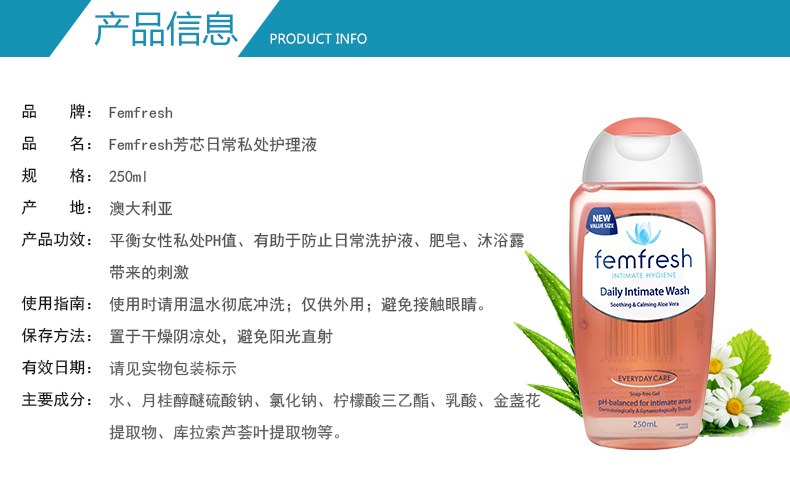 产品信息 PRODUCT INFO
品 牌： Femfresh
品 名： Femfresh芳芯日常私处护理液
规 格： 250ml
产 地： 澳大利亚
产品功效： 平衡女性私处PH值、有助于防止日常洗护液、肥皂、沐浴露
带来的刺激
使用指南： 使用时请用温水彻底冲洗；仅供外用；避免接触眼睛。
保存方法： 置于干燥阴凉处，避免阳光直射
有效日期： 请见实物包装标示
主要成分： 水、月桂醇醚硫酸钠、氯化钠、柠檬酸三乙酯、乳酸、金盏花
提取物、库拉索芦荟叶提取物等。
NEW
VALUE SIZE
femfresh
INTIMATE HYGIENE
Daily Intimate Wash
Soothing & Calming Aloe Vera
EVERYDAY CARE
Soap Free Gel
pH-balanced for intimate area
Dermatologically & Gynaecologically Tested
250mL